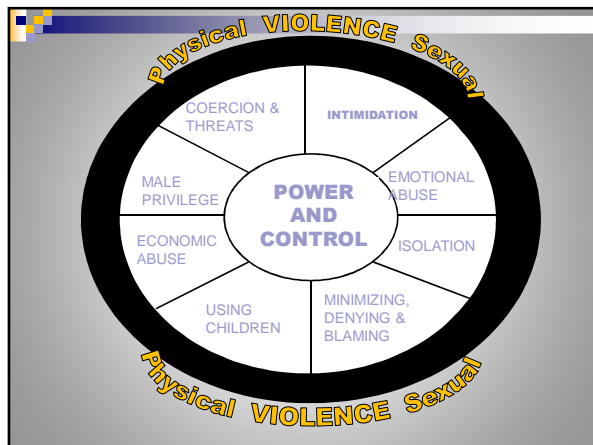 Physical VIOLENCE Sexual
COERCION &
THREATS
INTIMIDATION
MALE
PRIVILEGE
EMOTIONAL
ABUSE
POWER
AND
CONTROL
ECONOMIC
ABUSE
ISOLATION
USING
CHILDREN
MINIMIZING,
DENYING &
BLAMING
Physical VIOLENCE Sexual